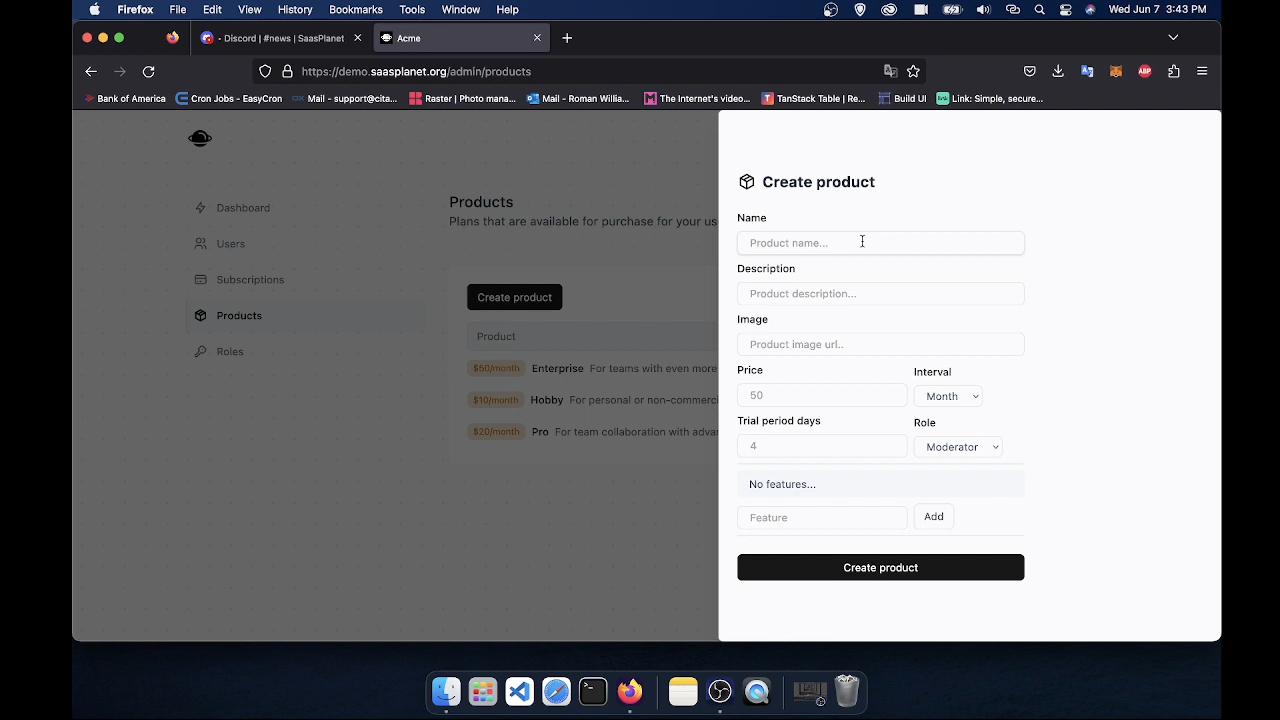 Firefox File Edit View History Bookmarks Tools Window Help Wed Jun 7 3:43 PM
- Discord | #news | SaasPlanet Acme
https://demo.saasplanet.org/admin/products ABP
Bank of America Cron Jobs - EasyCron Mail - support@cita... Raster | Photo mana... Mail - Roman Willia... The Internet's video... TanStack Table | Re... Build UI Link: Simple, secure...
Create product
Products
Plans that are available for purchase for your us
Dashboard
Users
Subscriptions
Products
Roles
Create product
Product
$50/month Enterprise For teams with even more
$10/month Hobby For personal or non-commerci
$20/month Pro For team collaboration with advan
Name
Product name...
Description
Product description...
Image
Product image url..
Price Interval
50 Month
Trial period days Role
4 Moderator
No features...
Feature Add
Create product